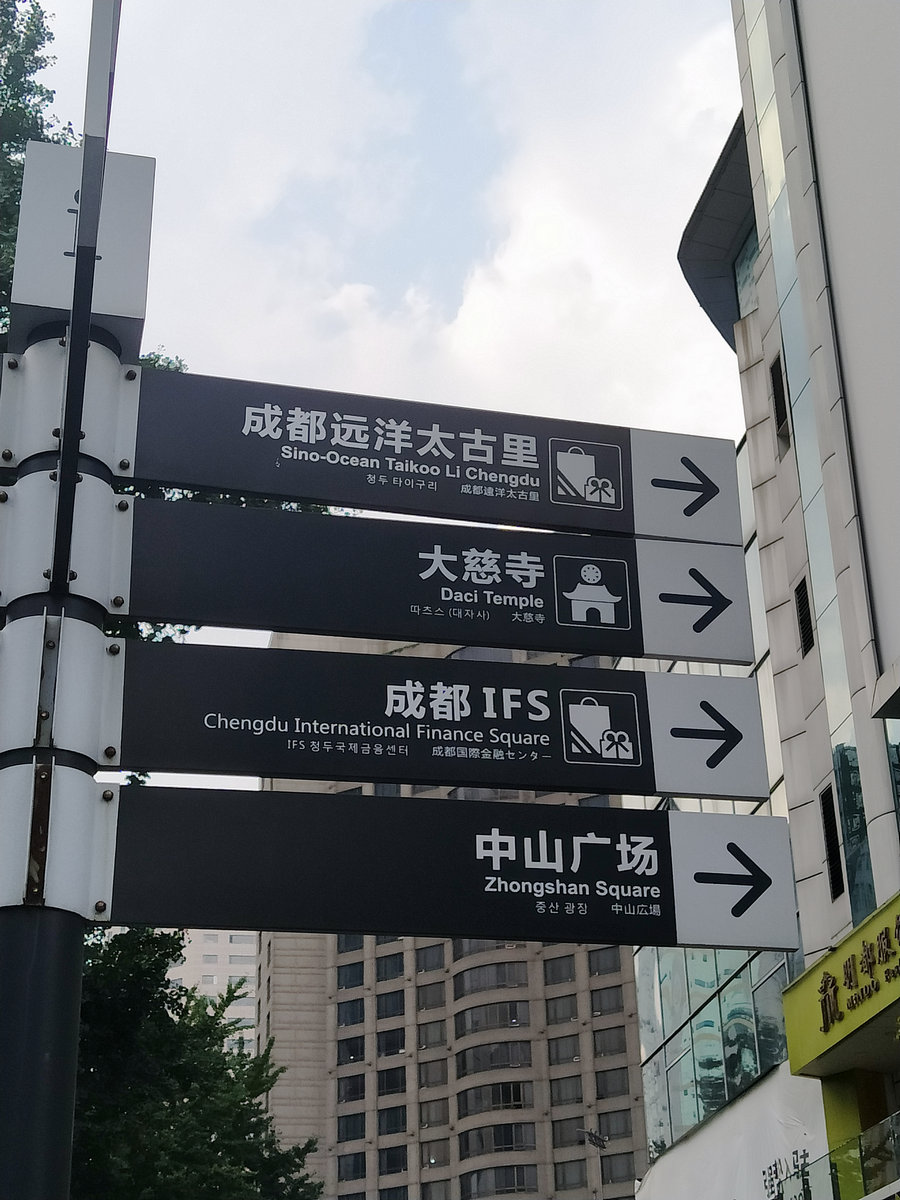 成都远洋太古里
Sino-Ocean Taikoo Li Chengdu
청두 타이구리 成都遠洋太古里
大慈寺
Daci Temple
따츠스 (대자사) 大慈寺
成都 IFS
Chengdu International Finance Square
IFS 청두국제금융센터 成都国際金融センター
中山广场
Zhongshan Square
중산 광장 中山広場